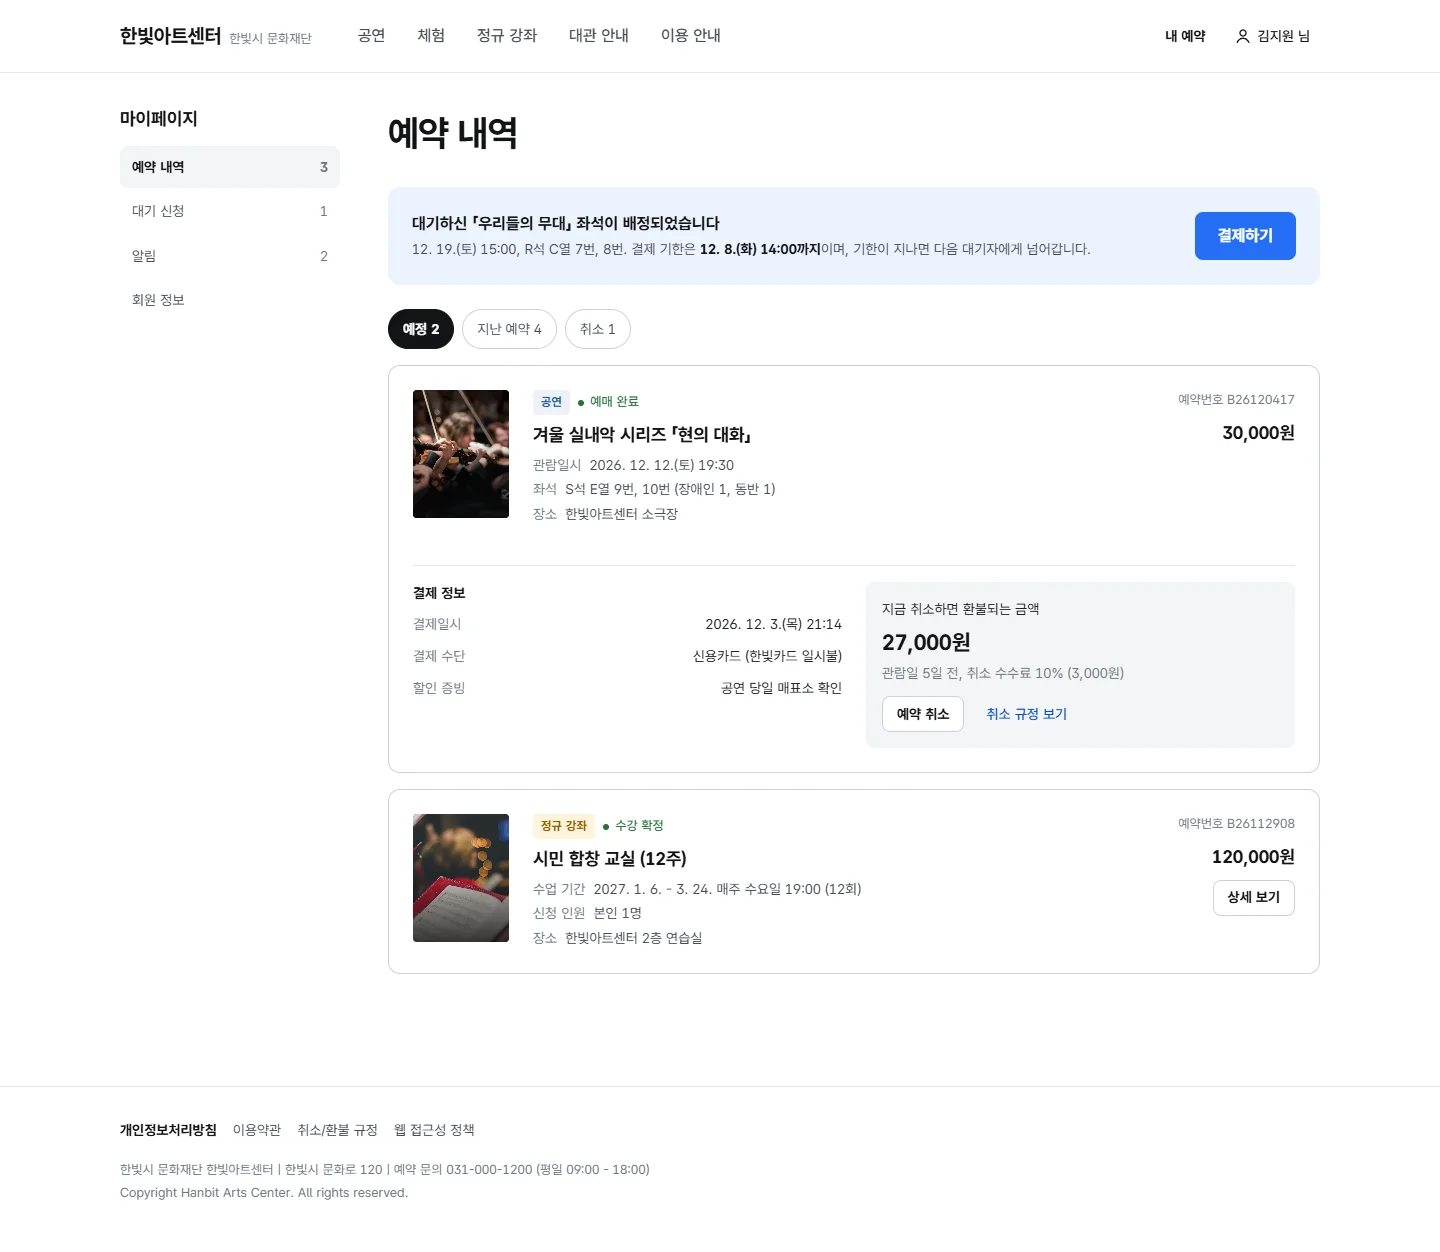 한빛아트센터 한빛시 문화재단 공연 체험 정규 강좌 대관 안내 이용 안내 내 예약 김지원 님
마이페이지
예약 내역 3
대기 신청 1
알림 2
회원 정보
예약 내역
대기하신 「우리들의 무대」 좌석이 배정되었습니다
12. 19.(토) 15:00, R석 C열 7번, 8번. 결제 기한은 12. 8.(화) 14:00까지이며, 기한이 지나면 다음 대기자에게 넘어갑니다.
결제하기
예정 2 지난 예약 4 취소 1
공연 예매 완료
예약번호 B26120417
겨울 실내악 시리즈 「현의 대화」
30,000원
관람일시 2026. 12. 12.(토) 19:30
좌석 S석 E열 9번, 10번 (장애인 1, 동반 1)
장소 한빛아트센터 소극장
결제 정보
결제일시 2026. 12. 3.(목) 21:14
결제 수단 신용카드 (한빛카드 일시불)
할인 증빙 공연 당일 매표소 확인
지금 취소하면 환불되는 금액
27,000원
관람일 5일 전, 취소 수수료 10% (3,000원)
예약 취소 취소 규정 보기
정규 강좌 수강 확정
예약번호 B26112908
시민 합창 교실 (12주)
120,000원
수업 기간 2027. 1. 6. - 3. 24. 매주 수요일 19:00 (12회)
상세 보기
신청 인원 본인 1명
장소 한빛아트센터 2층 연습실
개인정보처리방침 이용약관 취소/환불 규정 웹 접근성 정책
한빛시 문화재단 한빛아트센터 | 한빛시 문화로 120 | 예약 문의 031-000-1200 (평일 09:00 - 18:00)
Copyright Hanbit Arts Center. All rights reserved.